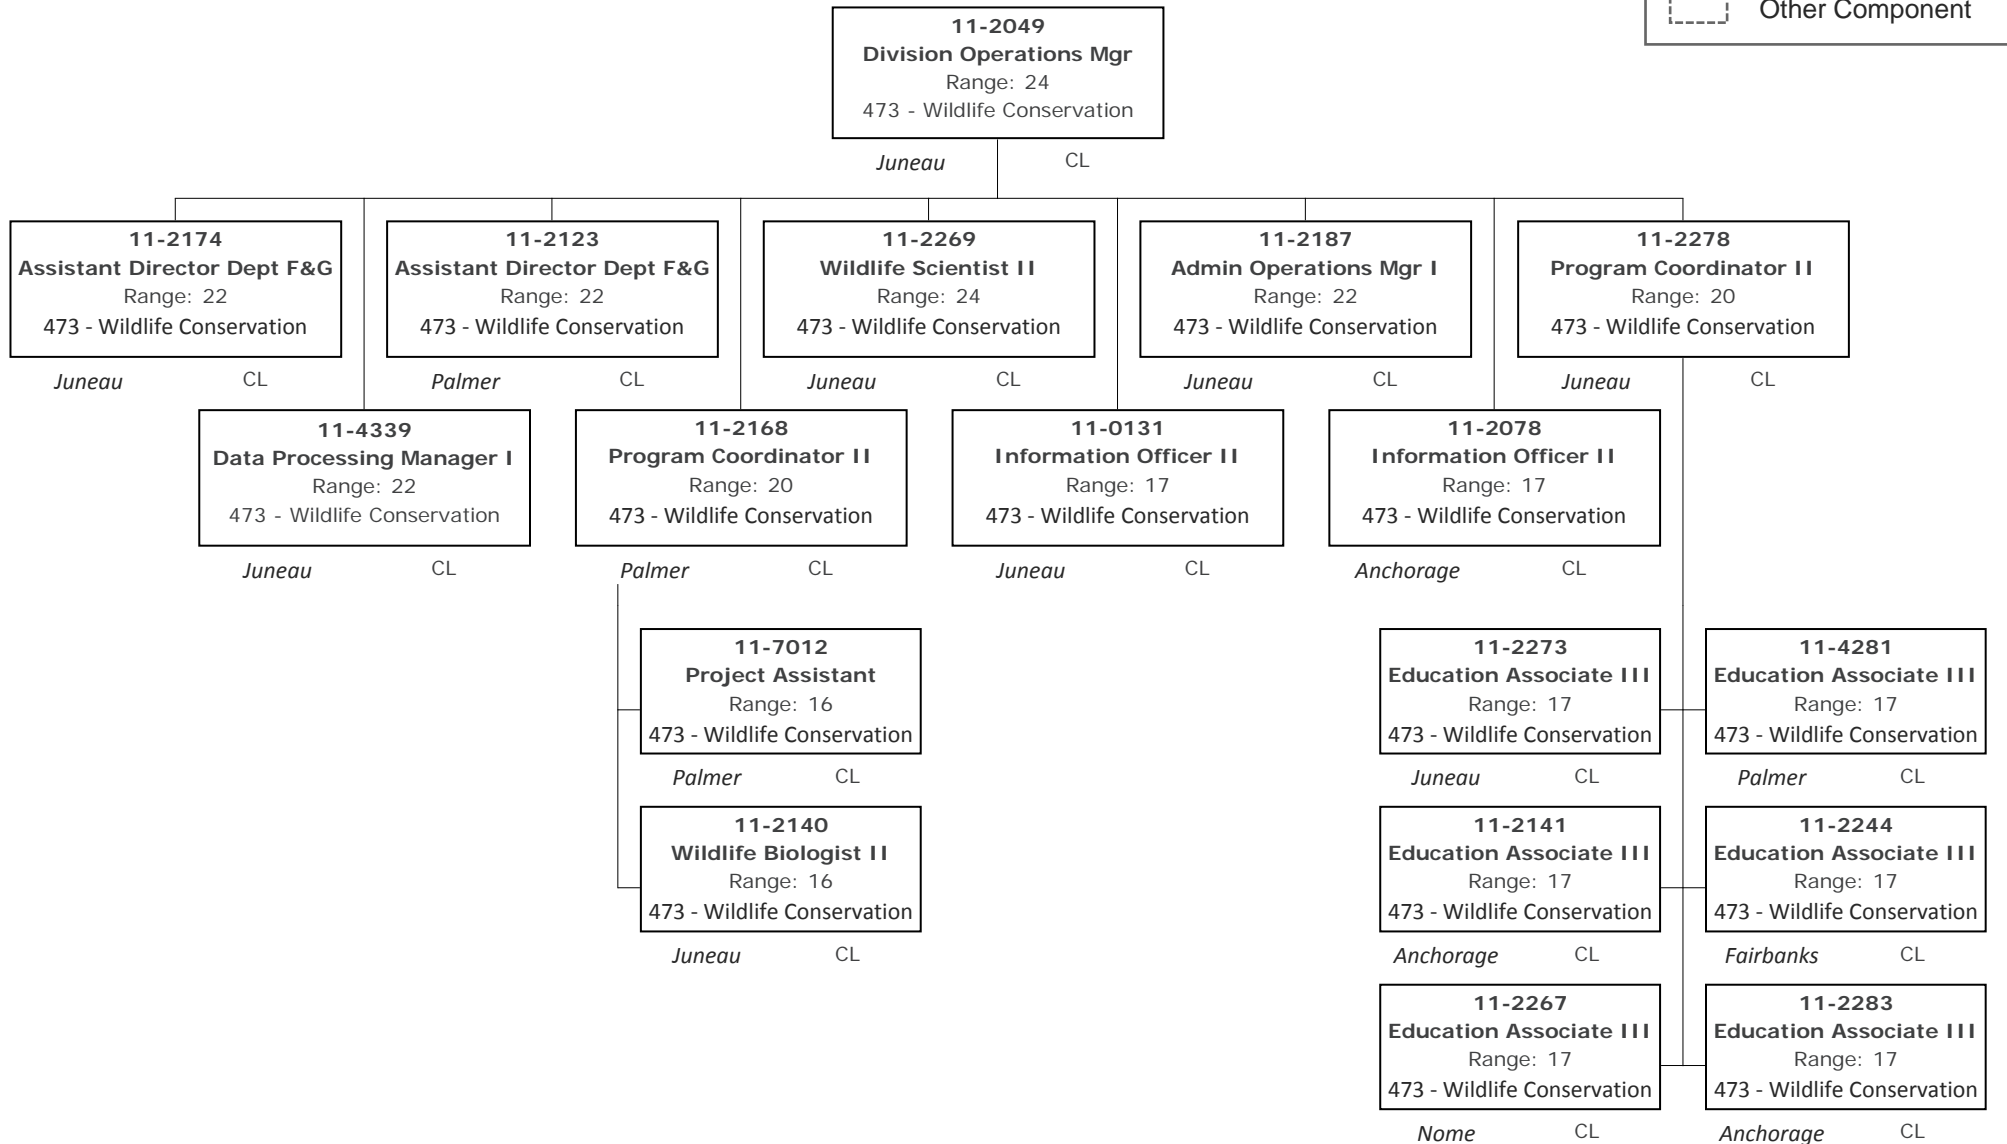 Other Component
11-2049
Division Operations Mgr
Range: 24
473 - Wildlife Conservation
Juneau CL
11-2174
Assistant Director Dept F&G
Range: 22
473 - Wildlife Conservation
Juneau CL
11-2123
Assistant Director Dept F&G
Range: 22
473 - Wildlife Conservation
Palmer CL
11-2269
Wildlife Scientist II
Range: 24
473 - Wildlife Conservation
Juneau CL
11-2187
Admin Operations Mgr I
Range: 22
473 - Wildlife Conservation
Juneau CL
11-2278
Program Coordinator II
Range: 20
473 - Wildlife Conservation
Juneau CL
11-4339
Data Processing Manager I
Range: 22
473 - Wildlife Conservation
Juneau CL
11-2168
Program Coordinator II
Range: 20
473 - Wildlife Conservation
Palmer CL
11-0131
Information Officer II
Range: 17
473 - Wildlife Conservation
Juneau CL
11-2078
Information Officer II
Range: 17
473 - Wildlife Conservation
Anchorage CL
11-7012
Project Assistant
Range: 16
473 - Wildlife Conservation
Palmer CL
11-2273
Education Associate III
Range: 17
473 - Wildlife Conservation
Juneau CL
11-4281
Education Associate III
Range: 17
473 - Wildlife Conservation
Palmer CL
11-2140
Wildlife Biologist II
Range: 16
473 - Wildlife Conservation
Juneau CL
11-2141
Education Associate III
Range: 17
473 - Wildlife Conservation
Anchorage CL
11-2244
Education Associate III
Range: 17
473 - Wildlife Conservation
Fairbanks CL
11-2267
Education Associate III
Range: 17
473 - Wildlife Conservation
Nome CL
11-2283
Education Associate III
Range: 17
473 - Wildlife Conservation
Anchorage CL